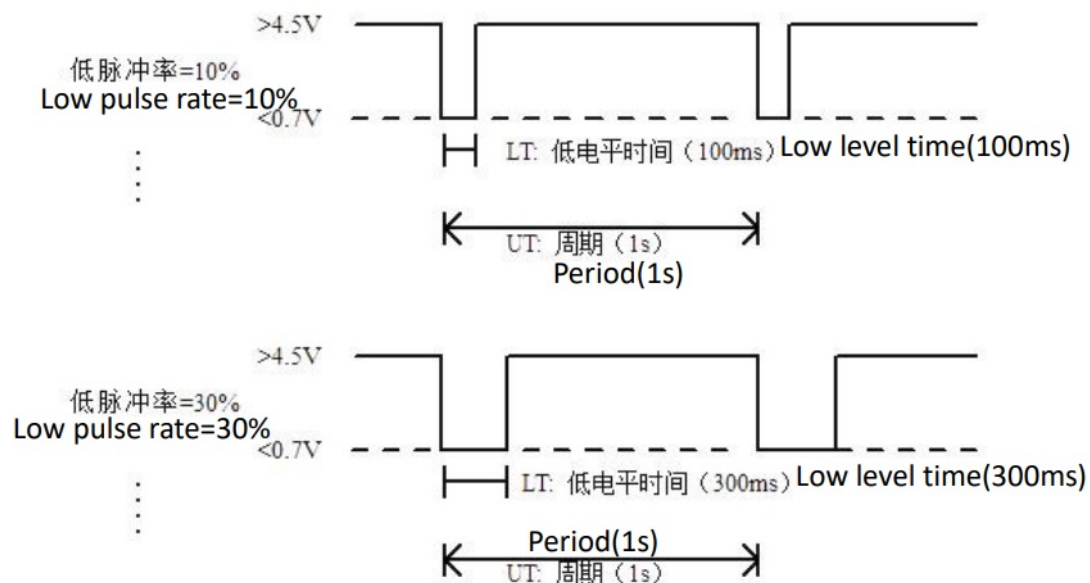 >4.5V
低脉冲率=10%
Low pulse rate=10%
<0.7V
LT: 低电平时间（100ms）Low level time(100ms)
UT: 周期（1s）
Period(1s)
>4.5V
低脉冲率=30%
Low pulse rate=30%
<0.7V
LT: 低电平时间（300ms）Low level time(300ms)
Period(1s)
UT: 周期（1s）